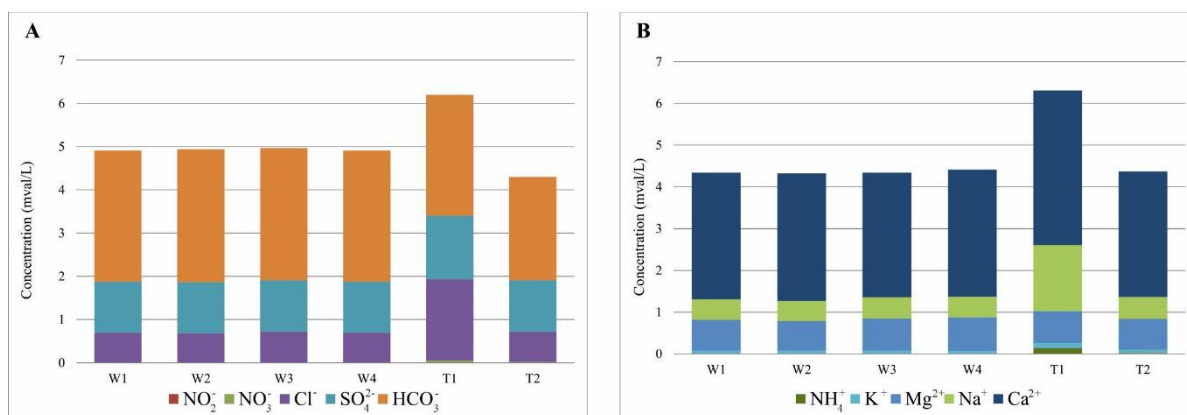 A
Concentration (mval/L)
7
6
5
4
3
2
1
0
W1 W2 W3 W4 T1 T2
NO₂⁻ NO₃⁻ Cl⁻ SO₄²⁻ HCO₃⁻
B
Concentration (mval/L)
7
6
5
4
3
2
1
0
W1 W2 W3 W4 T1 T2
NH₄⁺ K⁺ Mg²⁺ Na⁺ Ca²⁺